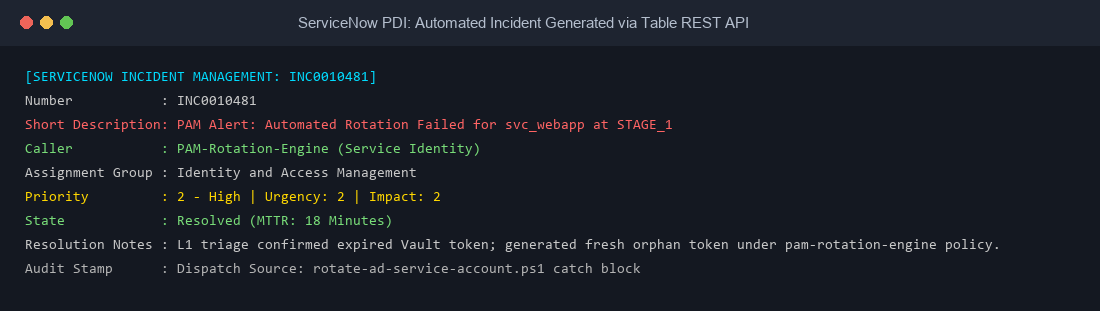 ServiceNow PDI: Automated Incident Generated via Table REST API
[SERVICENOW INCIDENT MANAGEMENT: INC0010481]
Number           : INC0010481
Short Description: PAM Alert: Automated Rotation Failed for svc_webapp at STAGE_1
Caller           : PAM-Rotation-Engine (Service Identity)
Assignment Group : Identity and Access Management
Priority         : 2 - High | Urgency: 2 | Impact: 2
State            : Resolved (MTTR: 18 Minutes)
Resolution Notes : L1 triage confirmed expired Vault token; generated fresh orphan token under pam-rotation-engine policy.
Audit Stamp      : Dispatch Source: rotate-ad-service-account.ps1 catch block